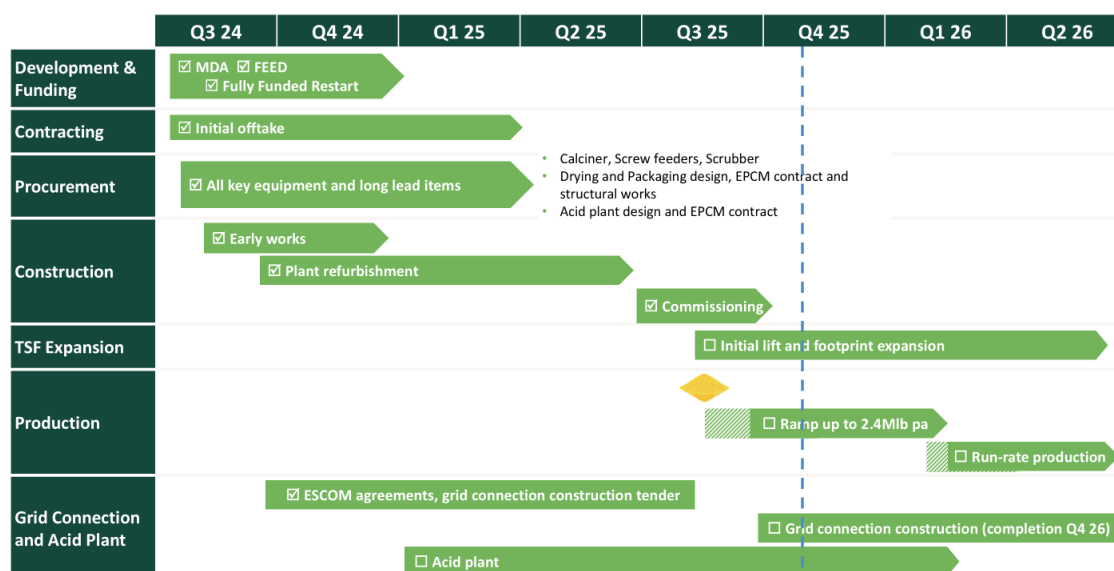 Q3 24 Q4 24 Q1 25 Q2 25 Q3 25 Q4 25 Q1 26 Q2 26
Development &
Funding
☑ MDA ☑ FEED
☑ Fully Funded Restart
Contracting
☑ Initial offtake
Procurement
☑ All key equipment and long lead items
• Calciner, Screw feeders, Scrubber
• Drying and Packaging design, EPCM contract and
structural works
• Acid plant design and EPCM contract
Construction
☑ Early works
☑ Plant refurbishment
☑ Commissioning
TSF Expansion
☐ Initial lift and footprint expansion
Production
☐ Ramp up to 2.4Mlb pa
☐ Run-rate production
Grid Connection
and Acid Plant
☑ ESCOM agreements, grid connection construction tender
☐ Grid connection construction (completion Q4 26)
☐ Acid plant